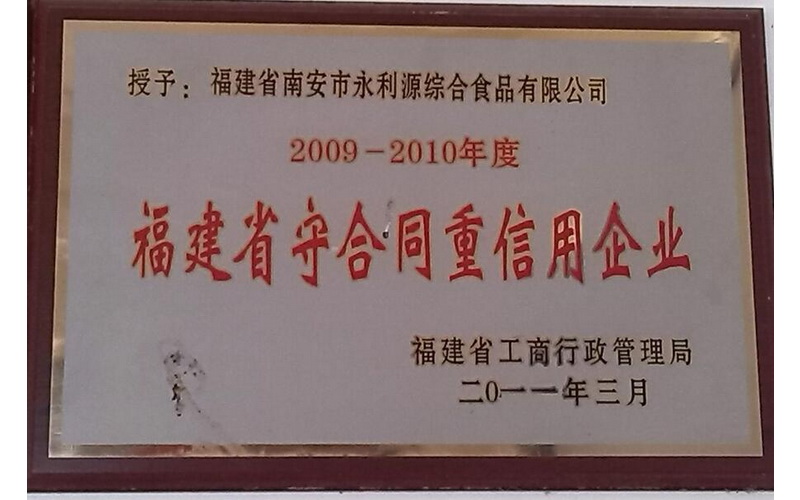 授予：福建省南安市永利源综合食品有限公司
2009-2010年度
福建省守合同重信用企业
福建省工商行政管理局
二0一一年三月